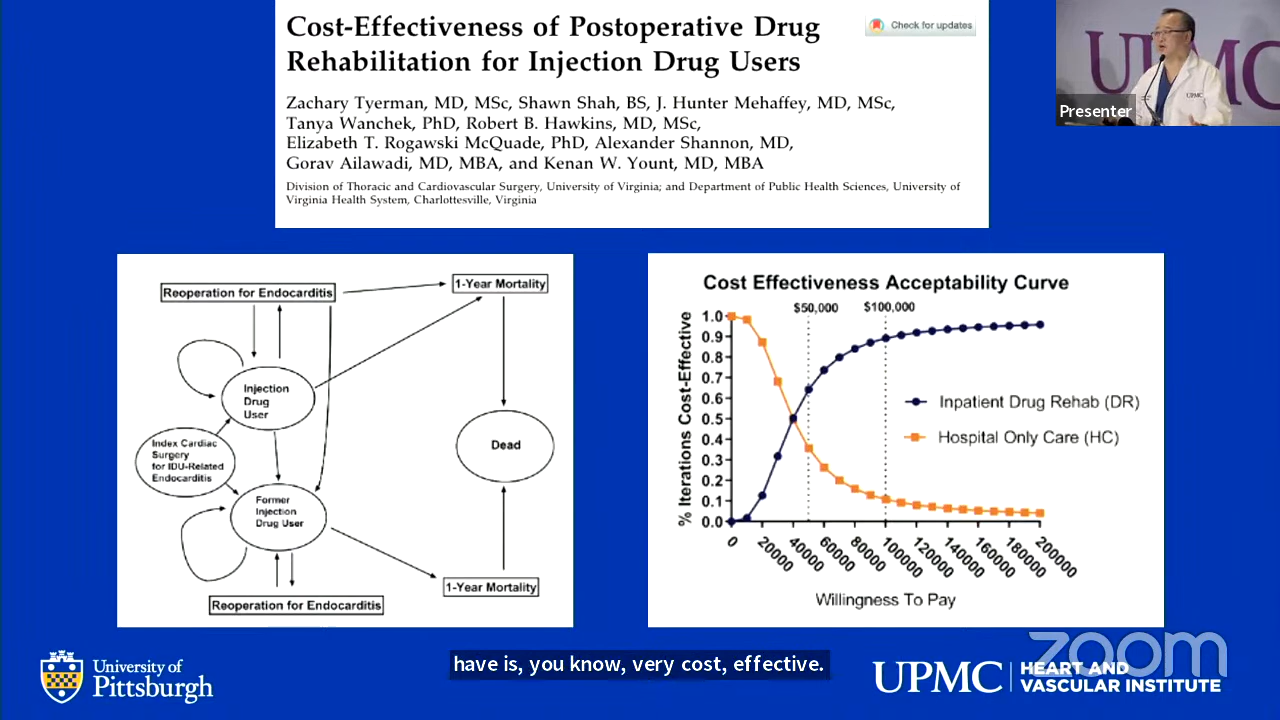 Cost-Effectiveness of Postoperative Drug
Rehabilitation for Injection Drug Users
Check for updates
Zachary Tyerman, MD, MSc, Shawn Shah, BS, J. Hunter Mehaffey, MD, MSc,
Tanya Wanchek, PhD, Robert B. Hawkins, MD, MSc,
Elizabeth T. Rogawski McQuade, PhD, Alexander Shannon, MD,
Gorav Ailawadi, MD, MBA, and Kenan W. Yount, MD, MBA
Division of Thoracic and Cardiovascular Surgery, University of Virginia; and Department of Public Health Sciences, University of
Virginia Health System, Charlottesville, Virginia
UPMC
UPMC
Presenter
Reoperation for Endocarditis
1-Year Mortality
Injection
Drug
User
Index Cardiac
Surgery
for IDU-Related
Endocarditis
Dead
Former
Injection
Drug User
1-Year Mortality
Reoperation for Endocarditis
Cost Effectiveness Acceptability Curve
$50,000
$100,000
% Iterations Cost-Effective
1.0
0.9
0.8
0.7
0.6
0.5
0.4
0.3
0.2
0.1
0.0
Inpatient Drug Rehab (DR)
Hospital Only Care (HC)
0
20000
40000
60000
80000
100000
120000
140000
160000
180000
200000
Willingness To Pay
zoom
have is, you know, very cost, effective.
University of
Pittsburgh
UPMC
HEART AND
VASCULAR INSTITUTE